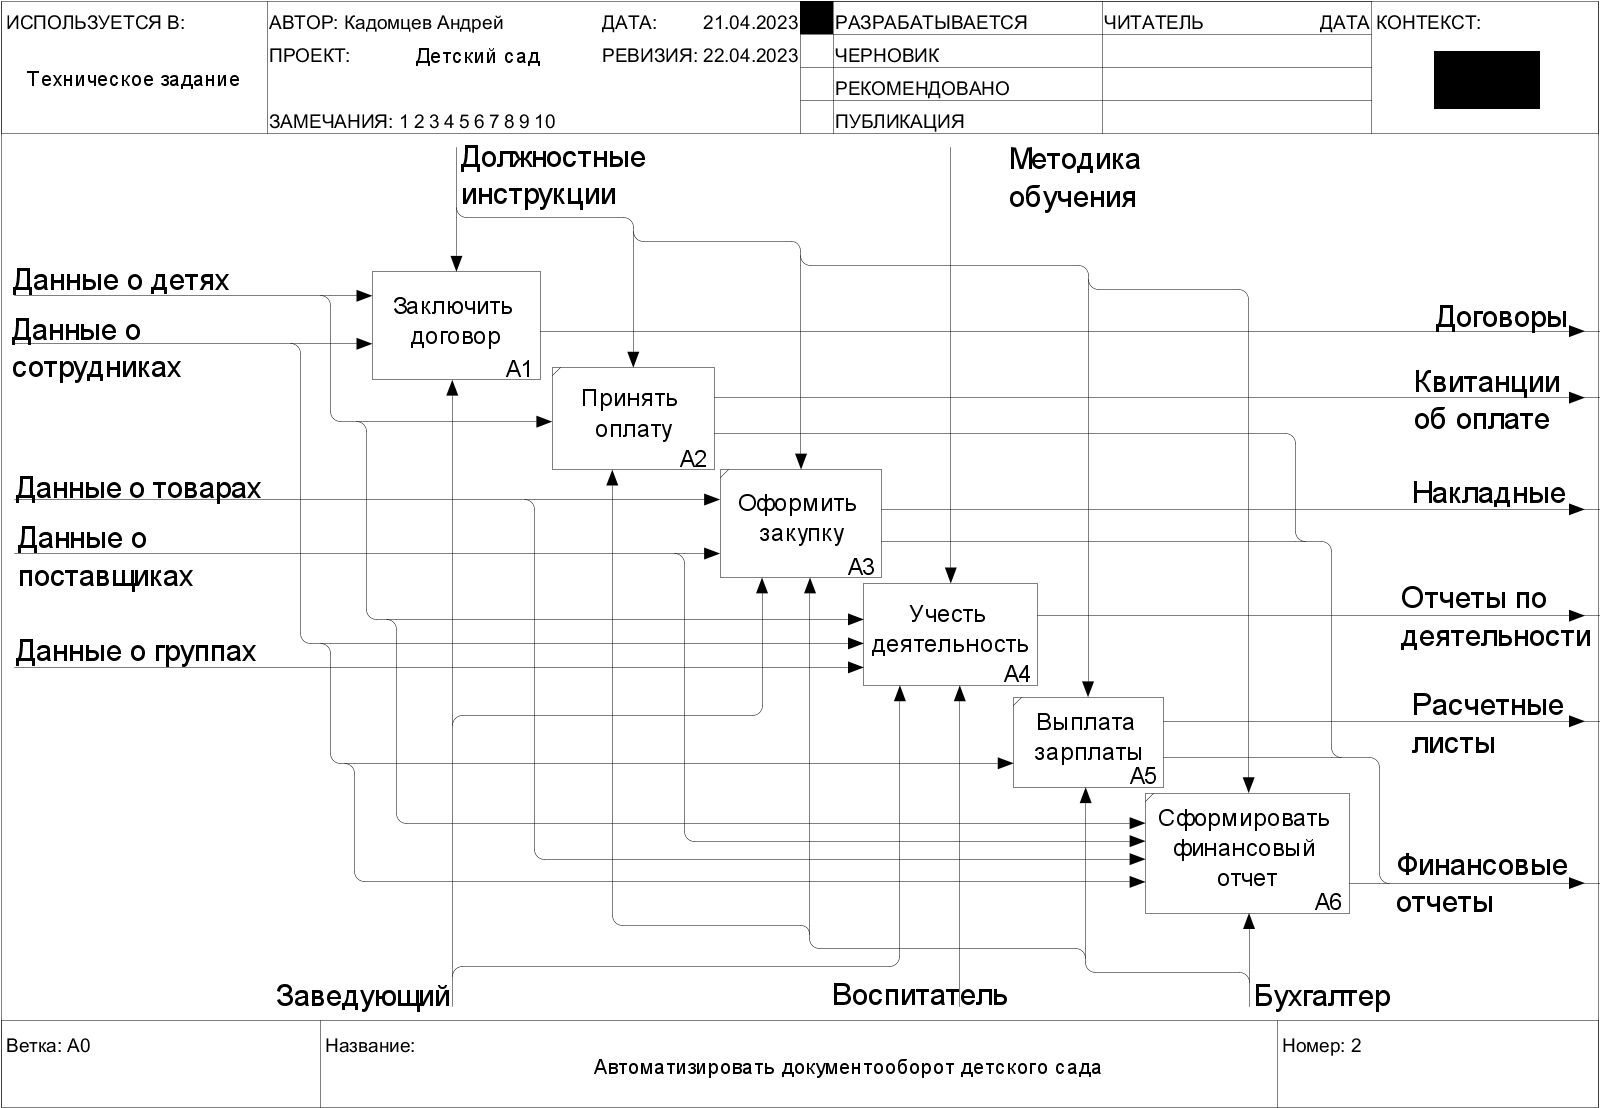 ИСПОЛЬЗУЕТСЯ В:
Техническое задание
АВТОР: Кадомцев Андрей
ДАТА: 21.04.2023
ПРОЕКТ: Детский сад
РЕВИЗИЯ: 22.04.2023
ЗАМЕЧАНИЯ: 1 2 3 4 5 6 7 8 9 10
РАЗРАБАТЫВАЕТСЯ
ЧЕРНОВИК
РЕКОМЕНДОВАНО
ПУБЛИКАЦИЯ
ЧИТАТЕЛЬ ДАТА
КОНТЕКСТ:
Должностные
инструкции
Методика
обучения
Данные о детях
Данные о
сотрудниках
Данные о товарах
Данные о
поставщиках
Данные о группах
Заключить
договор
A1
Принять
оплату
A2
Оформить
закупку
A3
Учесть
деятельность
A4
Выплата
зарплаты
A5
Сформировать
финансовый
отчет
A6
Договоры
Квитанции
об оплате
Накладные
Отчеты по
деятельности
Расчетные
листы
Финансовые
отчеты
Заведующий
Воспитатель
Бухгалтер
Ветка: A0
Название:
Автоматизировать документооборот детского сада
Номер: 2